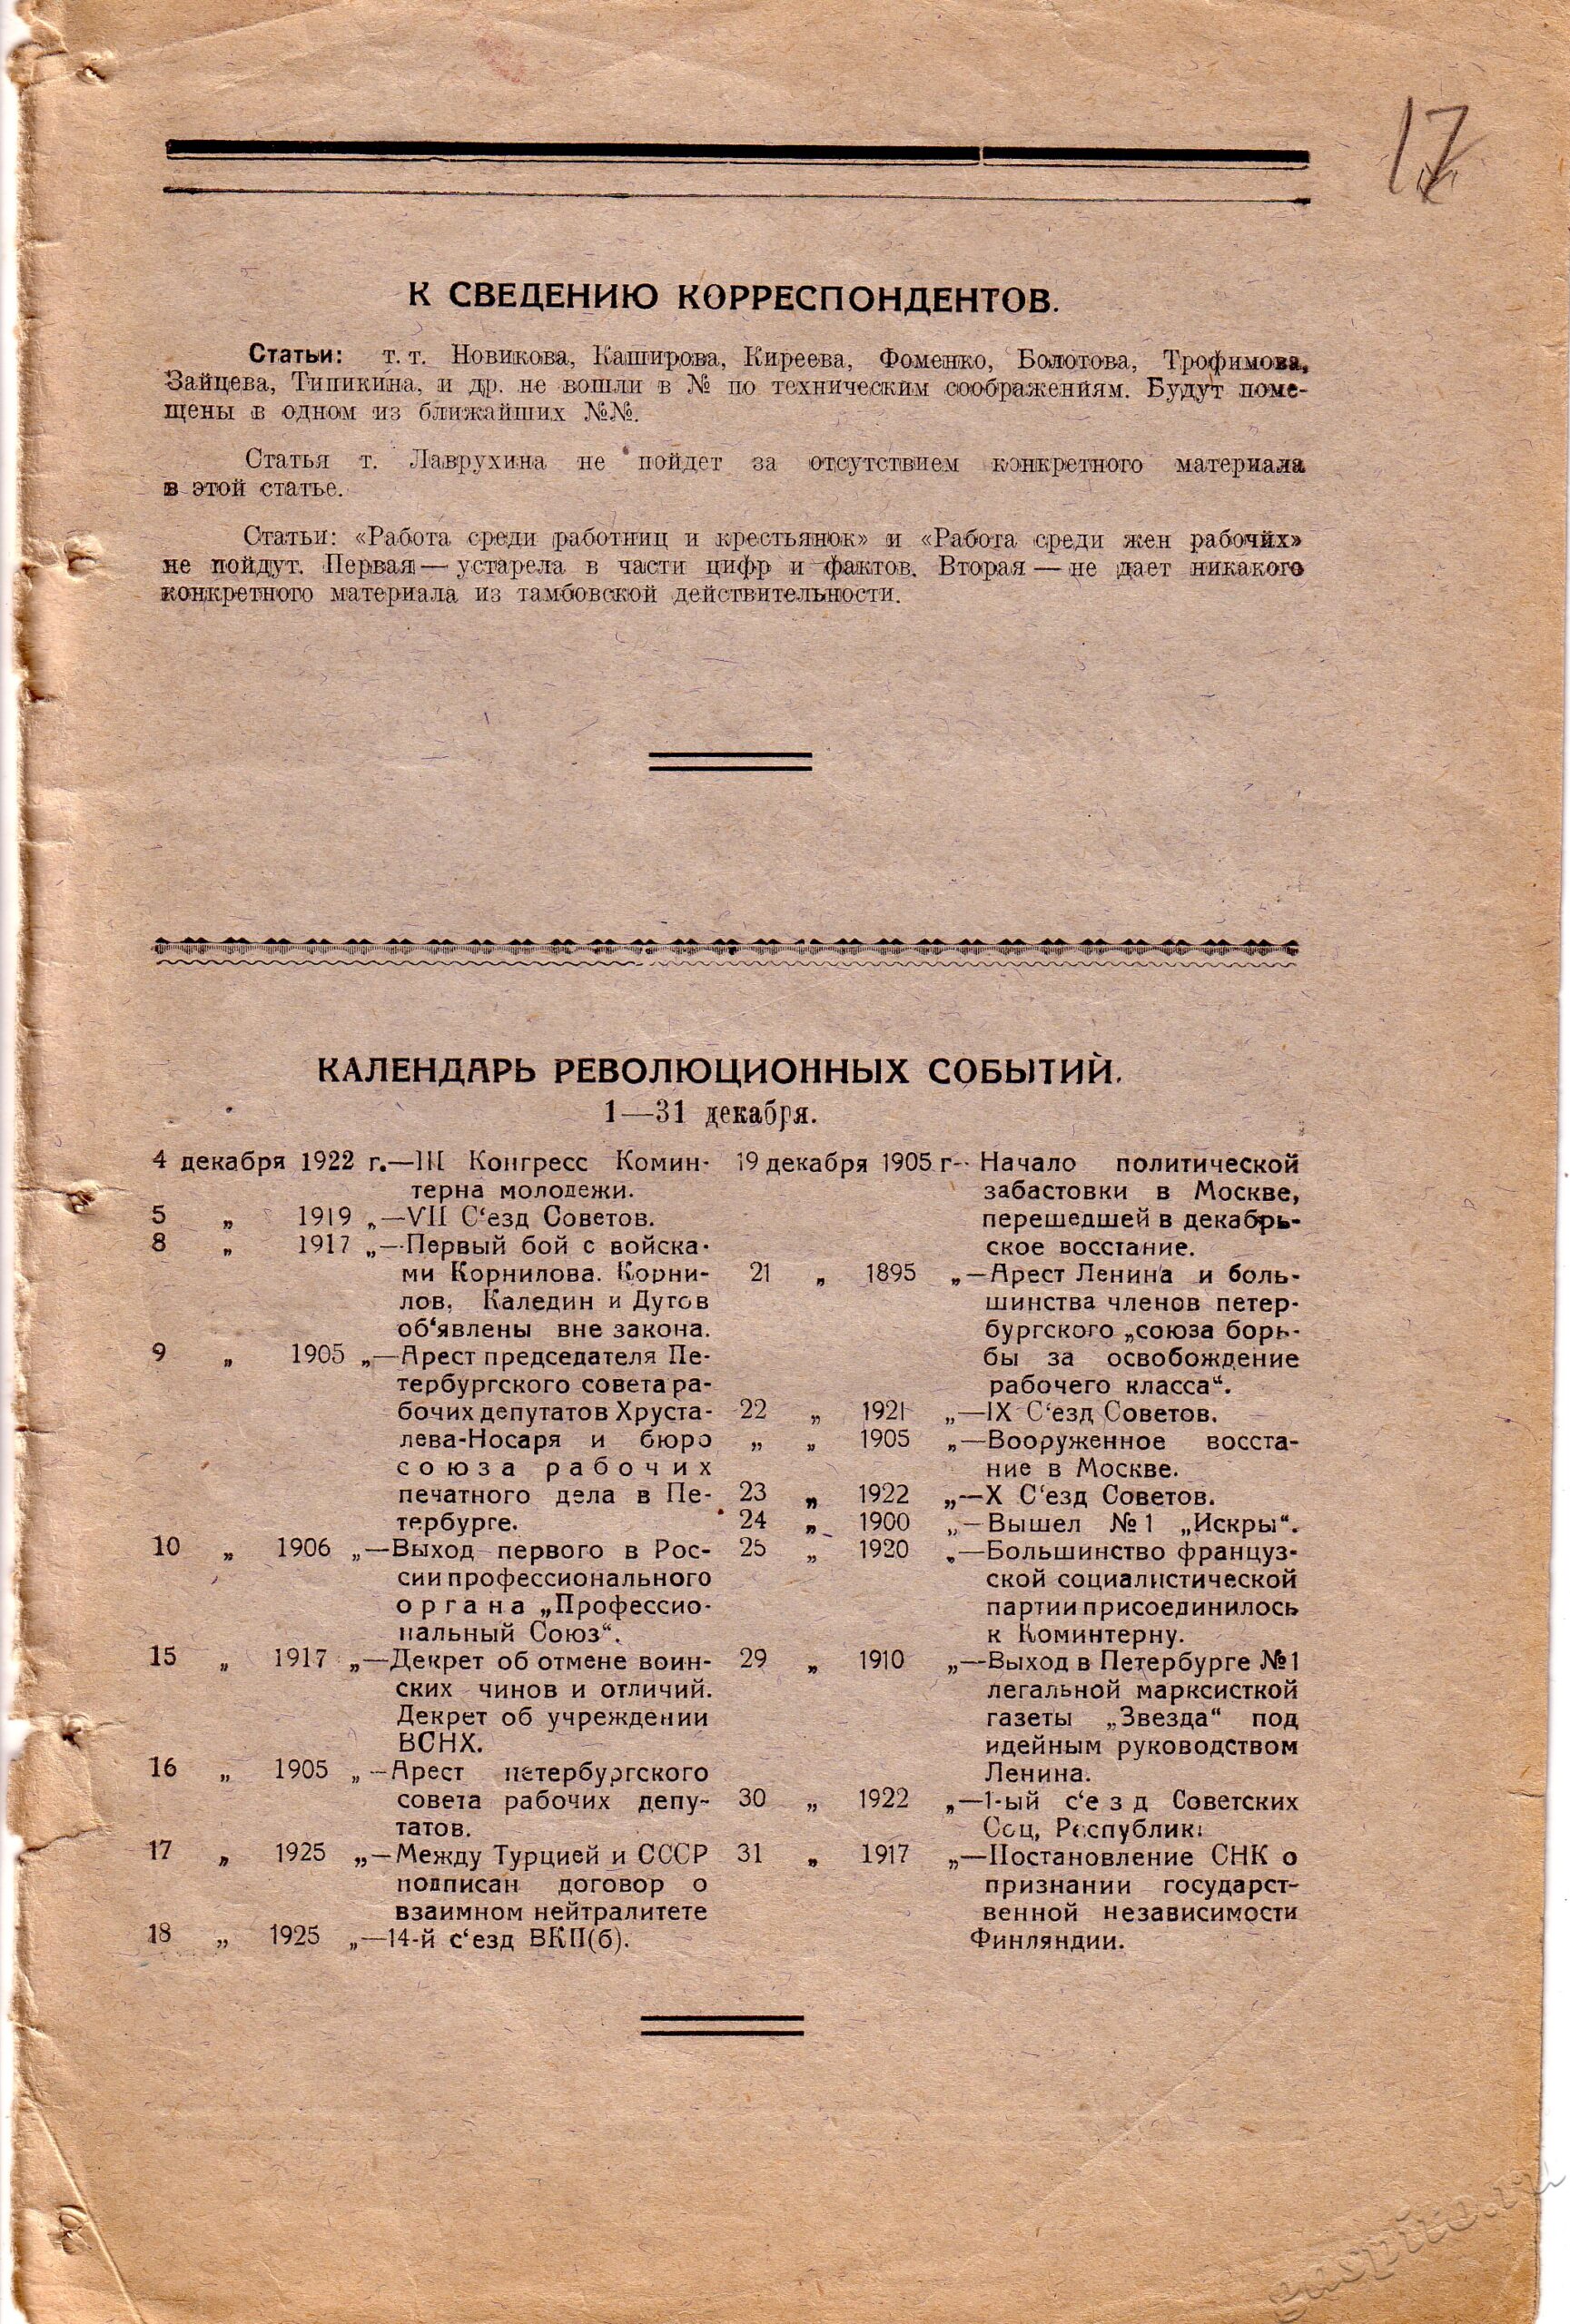 17
К СВЕДЕНИЮ КОРРЕСПОНДЕНТОВ.
Статьи: т. т. Новикова, Каширова, Киреева, Фоменко, Болотова, Трофимова,
Зайцева, Типикина, и др. не вошли в № по техническим соображениям. Будут поме-
щены в одном из ближайших №№.
Статья т. Лаврухина не пойдет за отсутствием конкретного материала
в этой статье.
Статьи: «Работа среди работниц и крестьянок» и «Работа среди жен рабочих»
не пойдут. Первая — устарела в части цифр и фактов. Вторая — не дает никакого
конкретного материала из тамбовской действительности.
КАЛЕНДАРЬ РЕВОЛЮЦИОННЫХ СОБЫТИЙ.
1—31 декабря.
4 декабря 1922 г.—III Конгресс Комин-
терна молодежи.
5 „ 1919 „—VII С‘езд Советов.
8 „ 1917 „—Первый бой с войска-
ми Корнилова. Корни-
лов, Каледин и Дутов
об‘явлены вне закона.
9 „ 1905 „—Арест председателя Пе-
тербургского совета ра-
бочих депутатов Хруста-
лева-Носаря и бюро
союза рабочих
печатного дела в Пе-
тербурге.
10 „ 1906 „—Выход первого в Рос-
сии профессионального
органа „Профессио-
нальный Союз“.
15 „ 1917 „—Декрет об отмене воин-
ских чинов и отличий.
Декрет об учреждении
ВСНХ.
16 „ 1905 „—Арест петербургского
совета рабочих депу-
татов.
17 „ 1925 „—Между Турцией и СССР
подписан договор о
взаимном нейтралитете
18 „ 1925 „—14-й с‘езд ВКП(б).
19 декабря 1905 г-- Начало политической
забастовки в Москве,
перешедшей в декабрь-
ское восстание.
21 „ 1895 „—Арест Ленина и боль-
шинства членов петер-
бургского „союза борь-
бы за освобождение
рабочего класса“.
22 „ 1921 „—IX С‘езд Советов.
„ „ 1905 „—Вооруженное восста-
ние в Москве.
23 „ 1922 „—X С‘езд Советов.
24 „ 1900 „—Вышел №1 „Искры“.
25 „ 1920 „—Большинство француз-
ской социалистической
партии присоединилось
к Коминтерну.
29 „ 1910 „—Выход в Петербурге №1
легальной марксисткой
газеты „Звезда“ под
идейным руководством
Ленина.
30 „ 1922 „—1-ый с‘езд Советских
Соц, Республик.
31 „ 1917 „—Постановление СНК о
признании государст-
венной независимости
Финляндии.
gaspito.ru